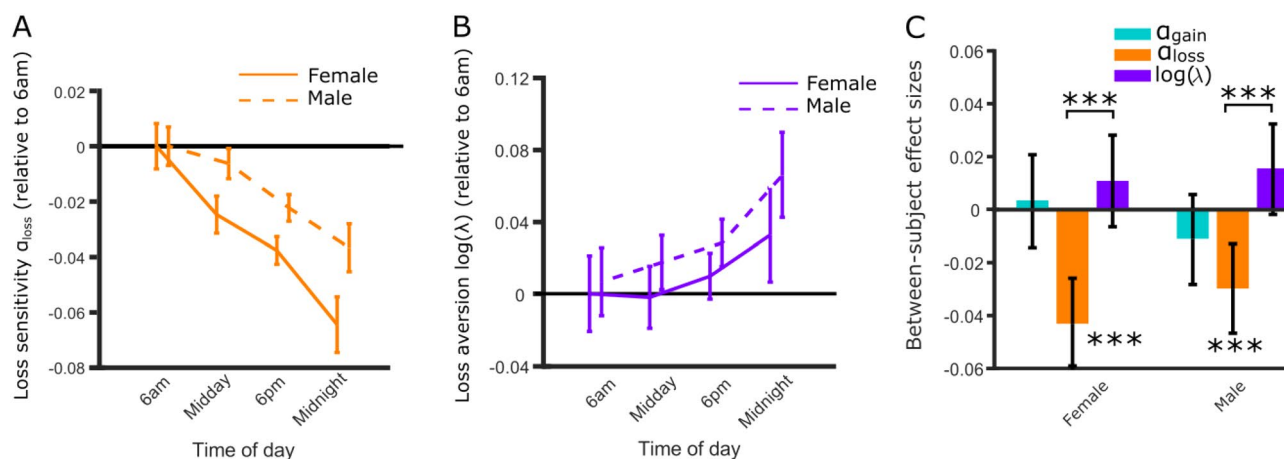 A
Loss sensitivity ɑloss (relative to 6am)
Female
Male
0.02
0
-0.02
-0.04
-0.06
-0.08
6am
Midday
6pm
Midnight
Time of day
B
Loss aversion log(λ) (relative to 6am)
Female
Male
0.12
0.08
0.04
0
-0.04
6am
Midday
6pm
Midnight
Time of day
C
Between-subject effect sizes
ɑgain
ɑloss
log(λ)
0.06
0.04
0.02
0
-0.02
-0.04
-0.06
*** ***
*** ***
Female
Male